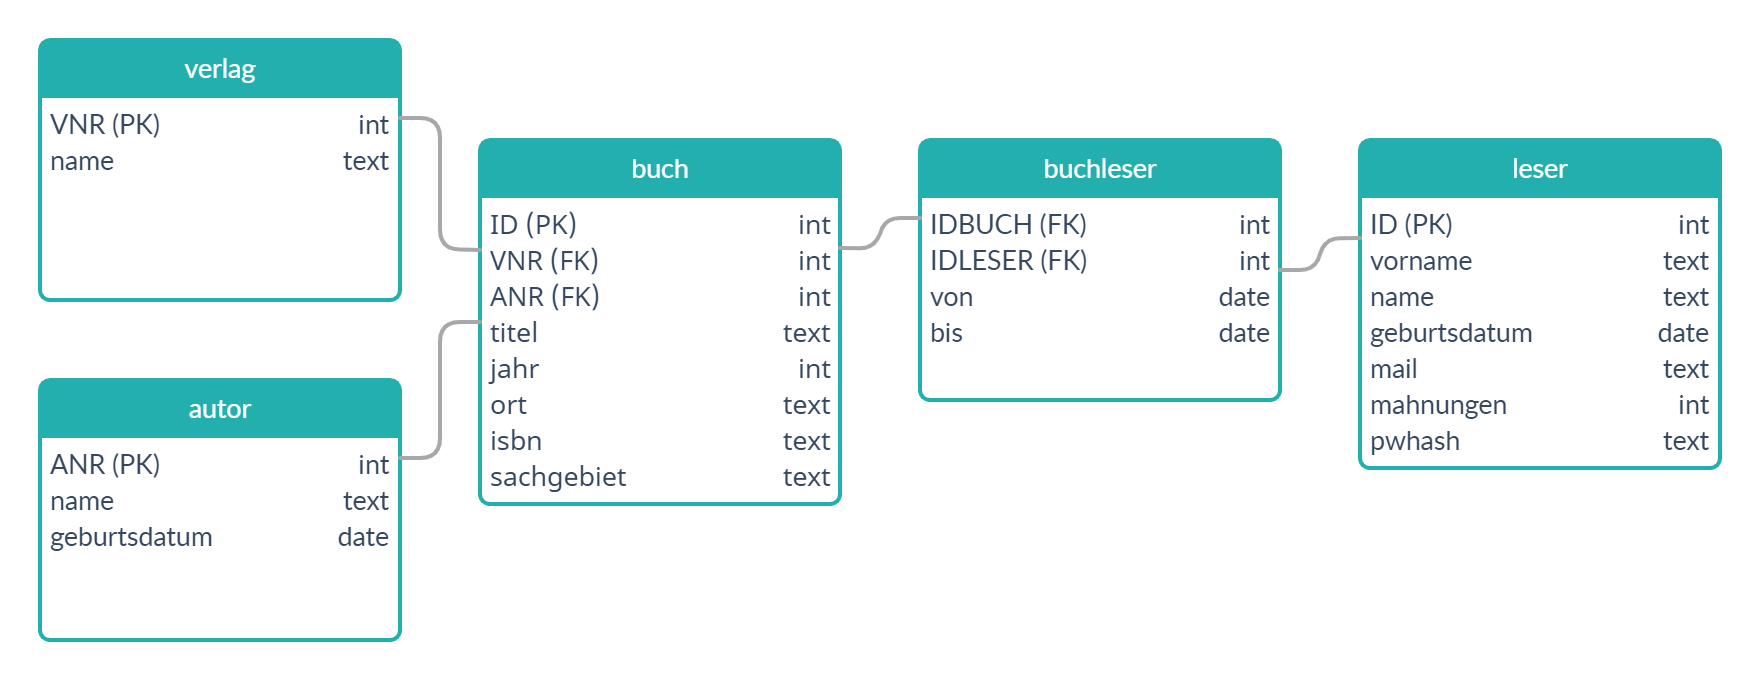 verlag
VNR (PK) int
name text
autor
ANR (PK) int
name text
geburtsdatum date
buch
ID (PK) int
VNR (FK) int
ANR (FK) int
titel text
jahr int
ort text
isbn text
sachgebiet text
buchleser
IDBUCH (FK) int
IDLESER (FK) int
von date
bis date
leser
ID (PK) int
vorname text
name text
geburtsdatum date
mail text
mahnungen int
pwhash text